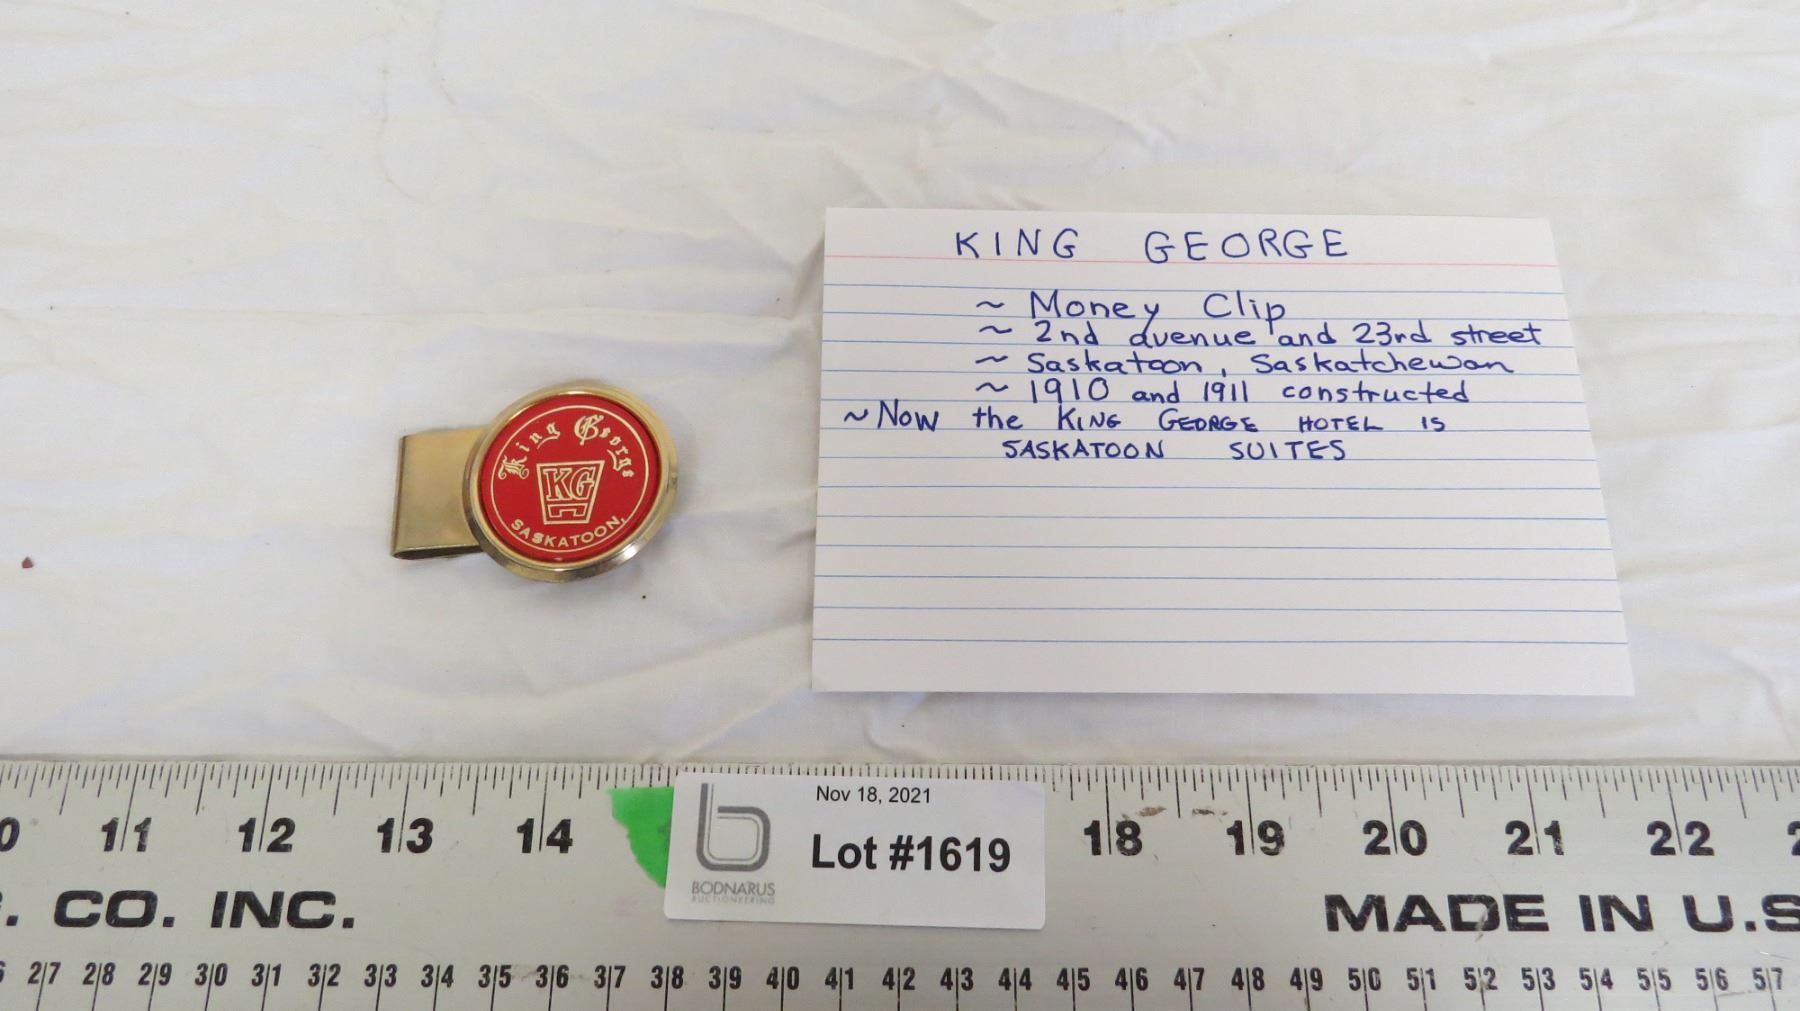 KING GEORGE
~ Money Clip
~ 2nd avenue and 23rd street
~ Saskatoon, Saskatchewan
~ 1910 and 1911 constructed
~ Now the KING GEORGE HOTEL IS
SASKATOON SUITES
King George
KG
SASKATOON,
Nov 18, 2021
Lot #1619
BODNARUS
AUCTIONEERING
11 12 13 14 18 19 20 21 22
. CO. INC. MADE IN U.S
27 28 29 30 31 32 33 34 35 36 37 38 39 40 41 42 43 44 45 46 47 48 49 50 51 52 53 54 55 56 57